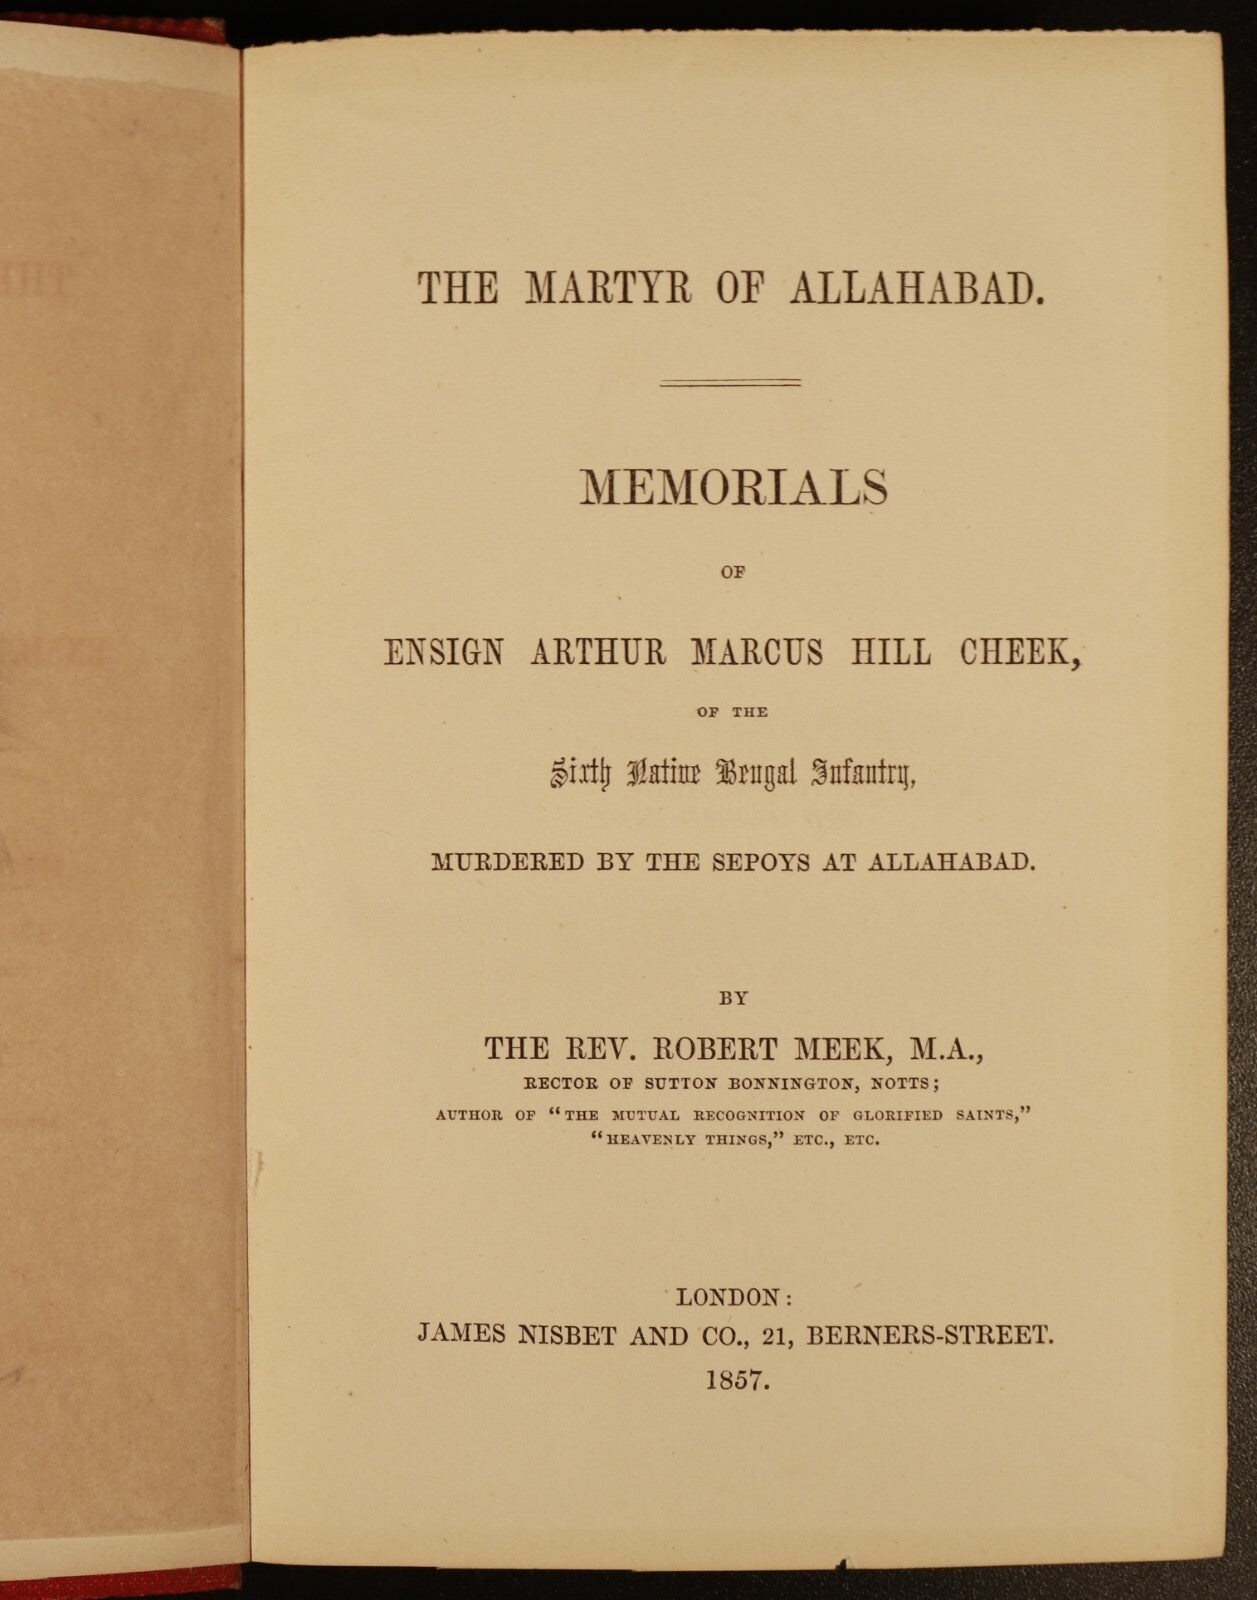 THE MARTYR OF ALLAHABAD.
MEMORIALS
OF
ENSIGN ARTHUR MARCUS HILL CHEEK,
OF THE
Sixth Native Bengal Infantry,
MURDERED BY THE SEPOYS AT ALLAHABAD.
BY
THE REV. ROBERT MEEK, M.A.,
RECTOR OF SUTTON BONNINGTON, NOTTS;
AUTHOR OF "THE MUTUAL RECOGNITION OF GLORIFIED SAINTS,"
"HEAVENLY THINGS," ETC., ETC.
LONDON:
JAMES NISBET AND CO., 21, BERNERS-STREET.
1857.